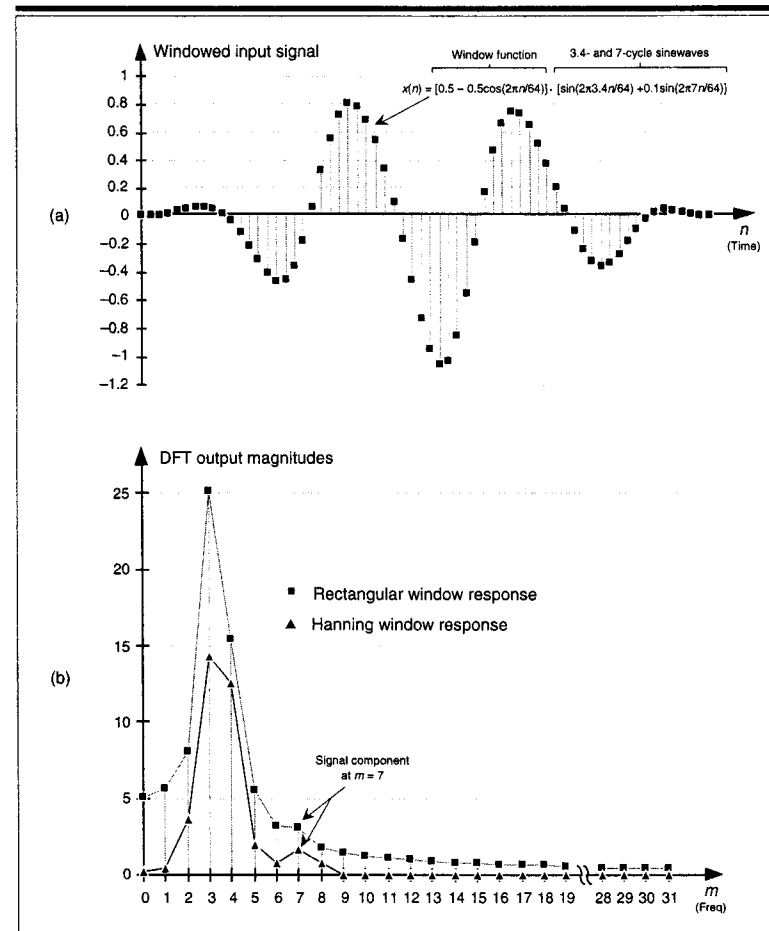 Windowed input signal
Window function
3.4- and 7-cycle sinewaves
x(n) = [0.5 – 0.5cos(2πn/64)] · [sin(2π3.4n/64) +0.1sin(2π7n/64)]
1
0.8
0.6
0.4
0.2
0
–0.2
–0.4
–0.6
–0.8
–1
–1.2
(a)
n
(Time)
DFT output magnitudes
25
20
15
10
5
0
■ Rectangular window response
▲ Hanning window response
(b)
Signal component
at m = 7
0 1 2 3 4 5 6 7 8 9 10 11 12 13 14 15 16 17 18 19 28 29 30 31
m
(Freq)